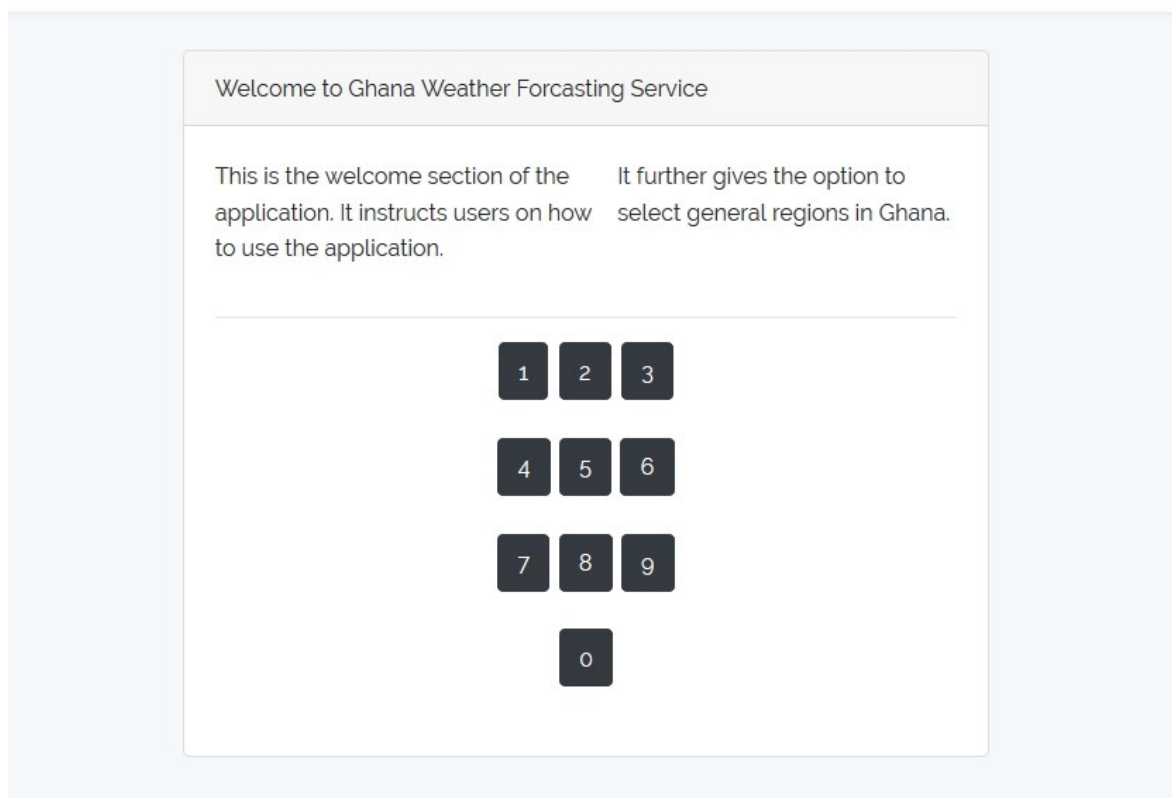 Welcome to Ghana Weather Forcasting Service
This is the welcome section of the
application. It instructs users on how
to use the application.
It further gives the option to
select general regions in Ghana.
1 2 3
4 5 6
7 8 9
0